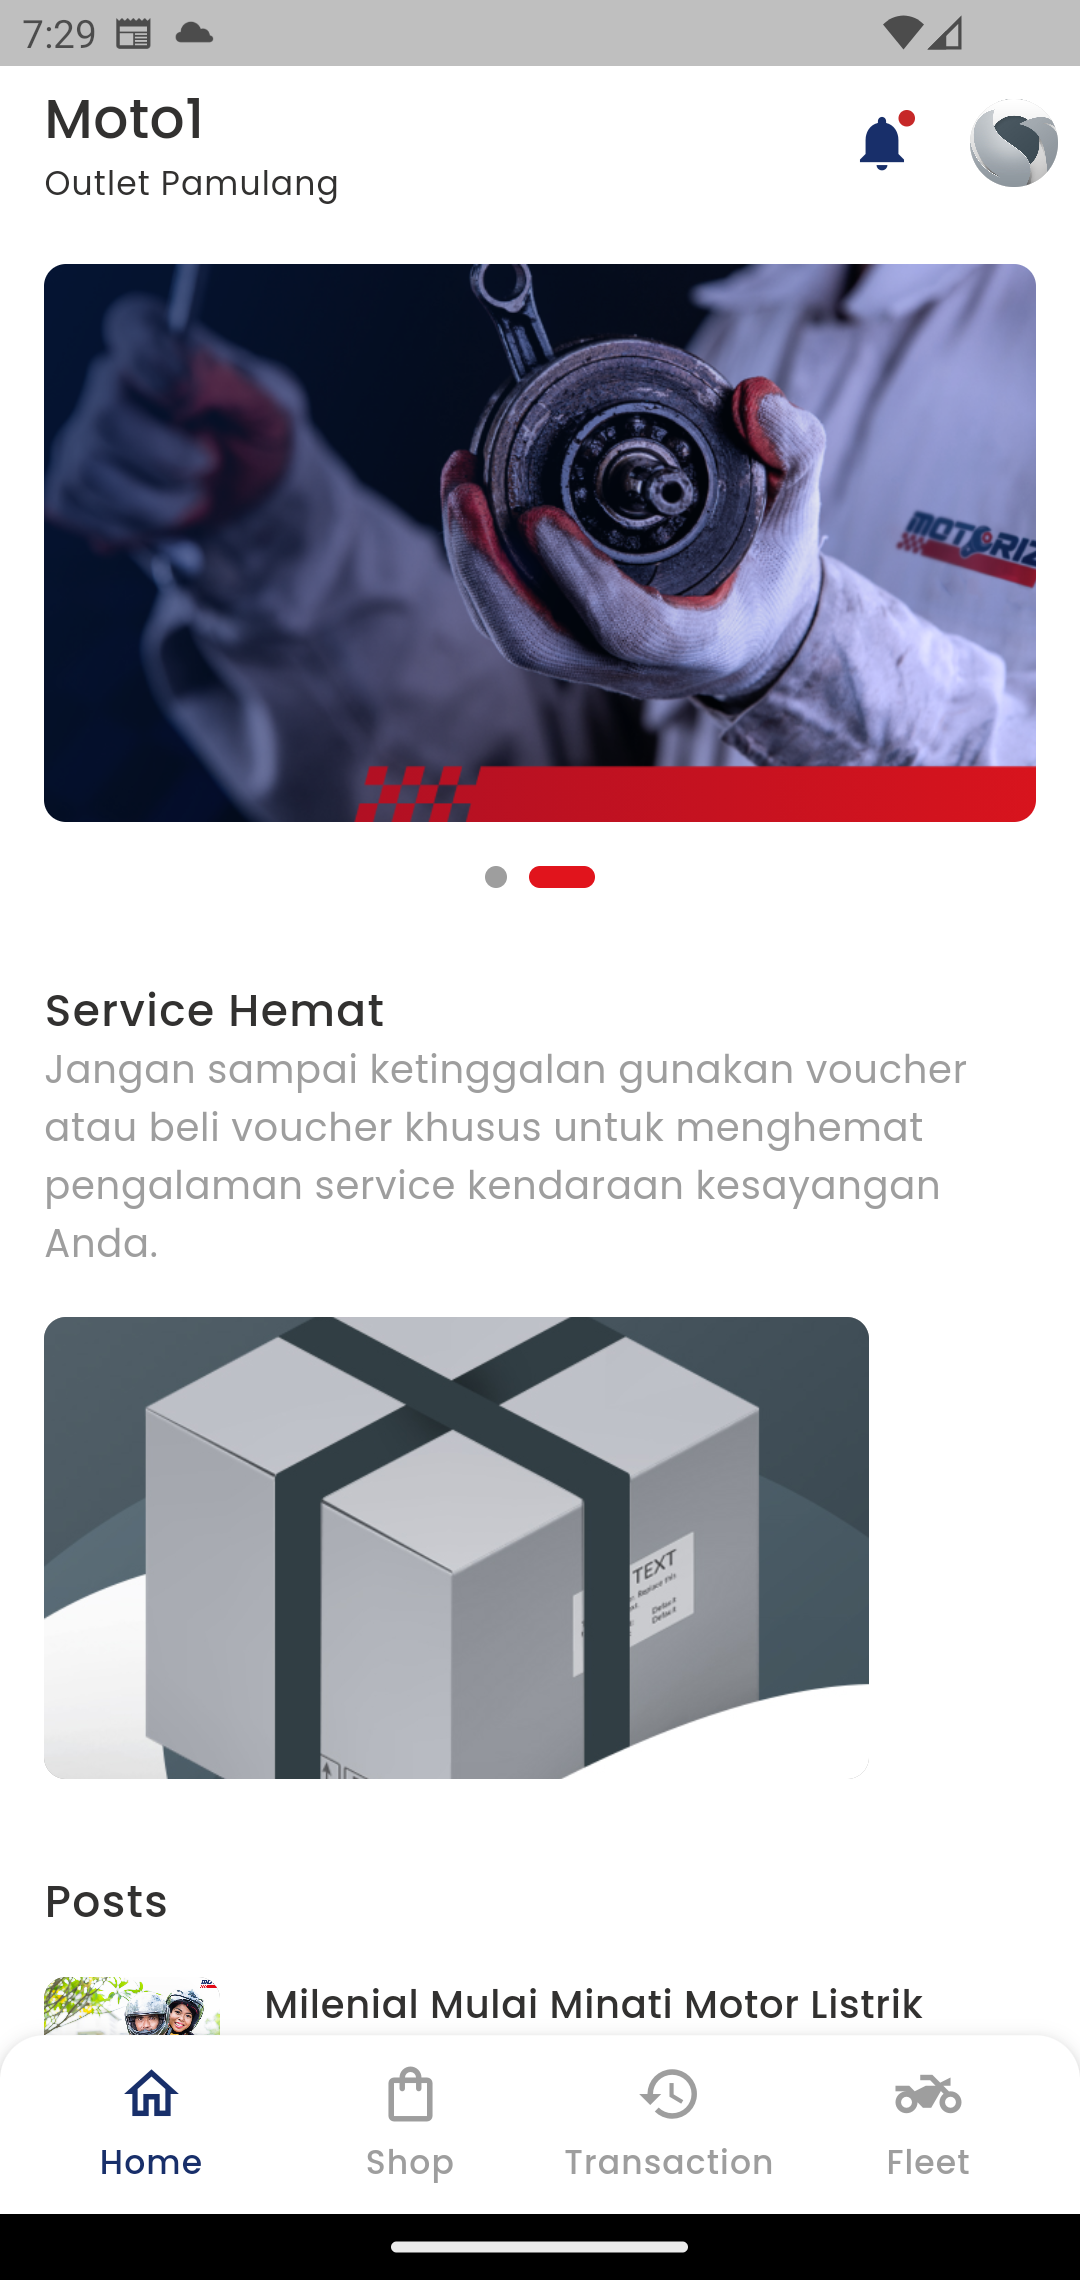 7:29
Moto1
Outlet Pamulang
Service Hemat
Jangan sampai ketinggalan gunakan voucher
atau beli voucher khusus untuk menghemat
pengalaman service kendaraan kesayangan
Anda.
TEXT
Posts
Milenial Mulai Minati Motor Listrik
Home
Shop
Transaction
Fleet